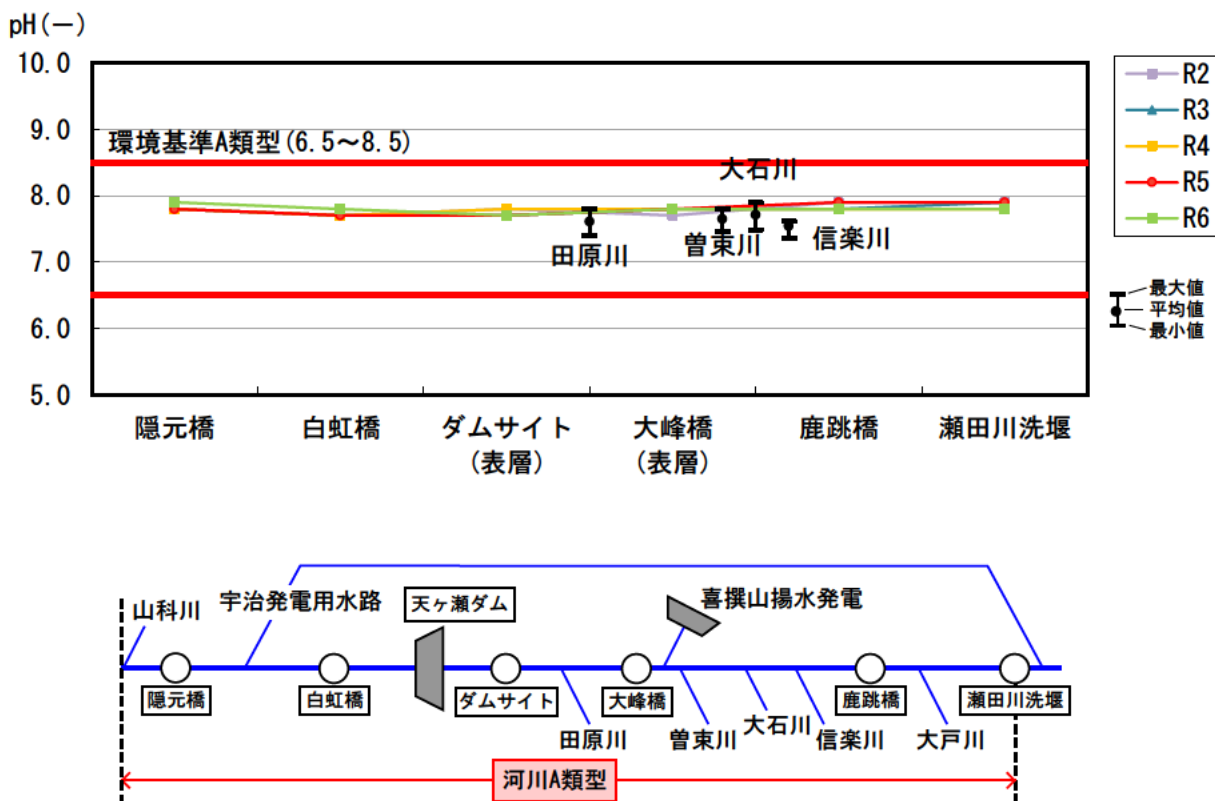 pH(－)
10.0
9.0
8.0
7.0
6.0
5.0
環境基準A類型(6.5～8.5)
大石川
田原川
曽束川
信楽川
R2
R3
R4
R5
R6
最大値
平均値
最小値
隠元橋
白虹橋
ダムサイト
(表層)
大峰橋
(表層)
鹿跳橋
瀬田川洗堰
山科川
宇治発電用水路
天ヶ瀬ダム
喜撰山揚水発電
隠元橋
白虹橋
ダムサイト
大峰橋
鹿跳橋
瀬田川洗堰
田原川
曽束川
大石川
信楽川
大戸川
河川A類型